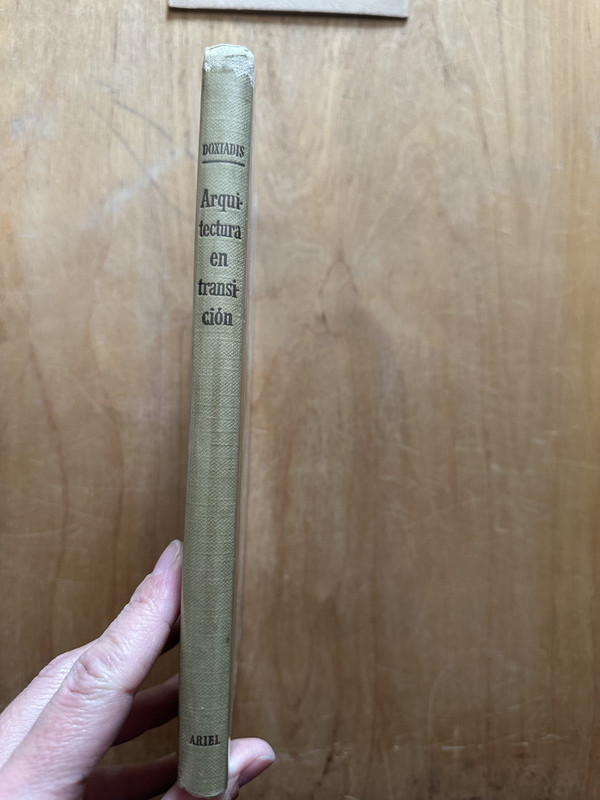 DOXIADIS
Arqui-
tectura
en
transi-
ción
ARIEL